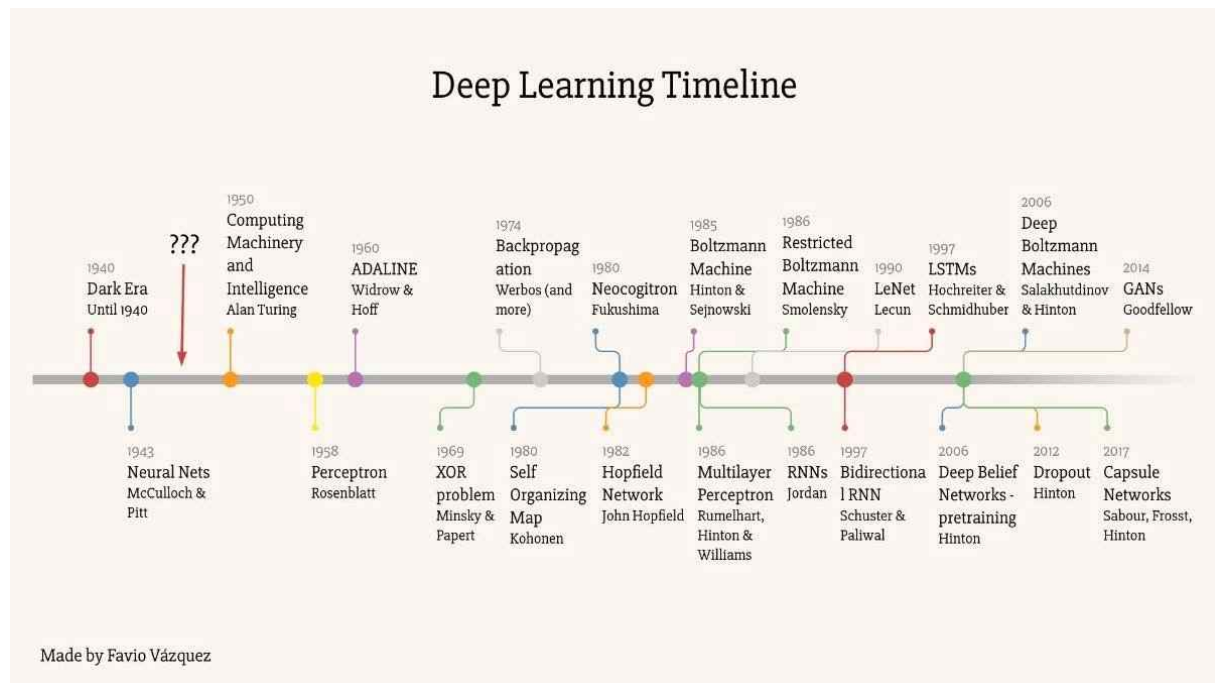 Deep Learning Timeline
1940
Dark Era
Until 1940
???
1950
Computing
Machinery
and
Intelligence
Alan Turing
1960
ADALINE
Widrow &
Hoff
1974
Backpropag
ation
Werbos (and
more)
1980
Neocogitron
Fukushima
1985
Boltzmann
Machine
Hinton &
Sejnowski
1986
Restricted
Boltzmann
Machine
Smolensky
1990
LeNet
Lecun
1997
LSTMs
Hochreiter &
Schmidhuber
2006
Deep
Boltzmann
Machines
Salakhutdinov
& Hinton
2014
GANs
Goodfellow
1943
Neural Nets
McCulloch &
Pitt
1958
Perceptron
Rosenblatt
1969
XOR
problem
Minsky &
Papert
1980
Self
Organizing
Map
Kohonen
1982
Hopfield
Network
John Hopfield
1986
Multilayer
Perceptron
Rumelhart,
Hinton &
Williams
1986
RNNs
Jordan
1997
Bidirectiona
l RNN
Schuster &
Paliwal
2006
Deep Belief
Networks -
pretraining
Hinton
2012
Dropout
Hinton
2017
Capsule
Networks
Sabour, Frosst,
Hinton
Made by Favio Vázquez